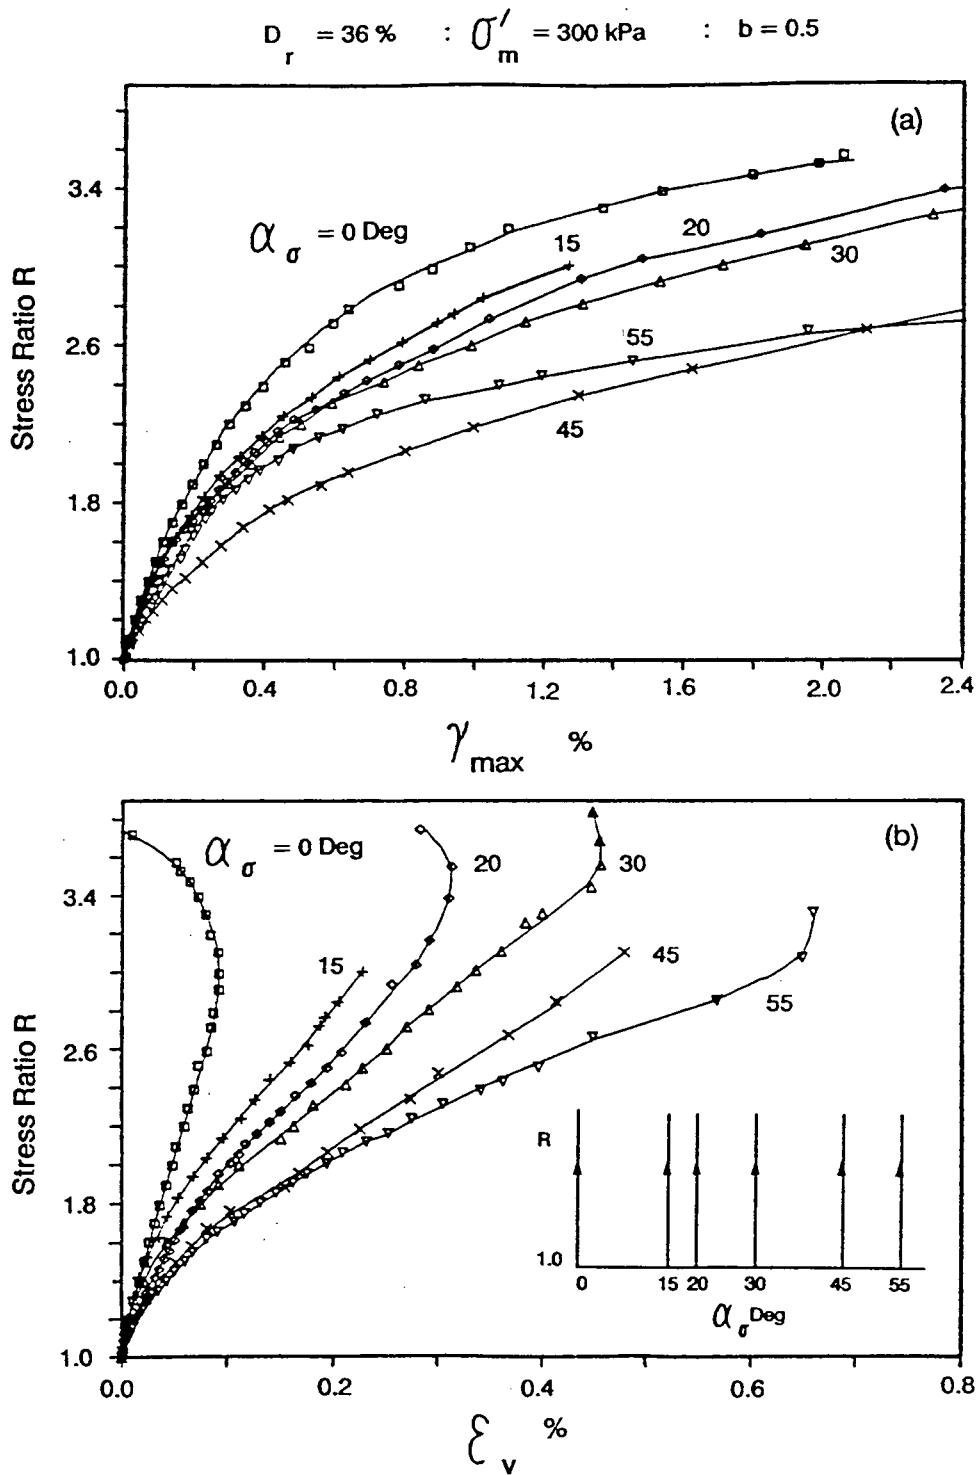 D_r = 36 % : σ'_m = 300 kPa : b = 0.5
(a)
3.4
α_σ = 0 Deg
15
20
30
2.6
55
45
1.8
1.0
Stress Ratio R
0.0 0.4 0.8 1.2 1.6 2.0 2.4
γ_max %
(b)
α_σ = 0 Deg
20
30
3.4
15
45
55
2.6
1.8
1.0
Stress Ratio R
R
1.0
0 15 20 30 45 55
α_σ Deg
0.0 0.2 0.4 0.6 0.8
ε_v %